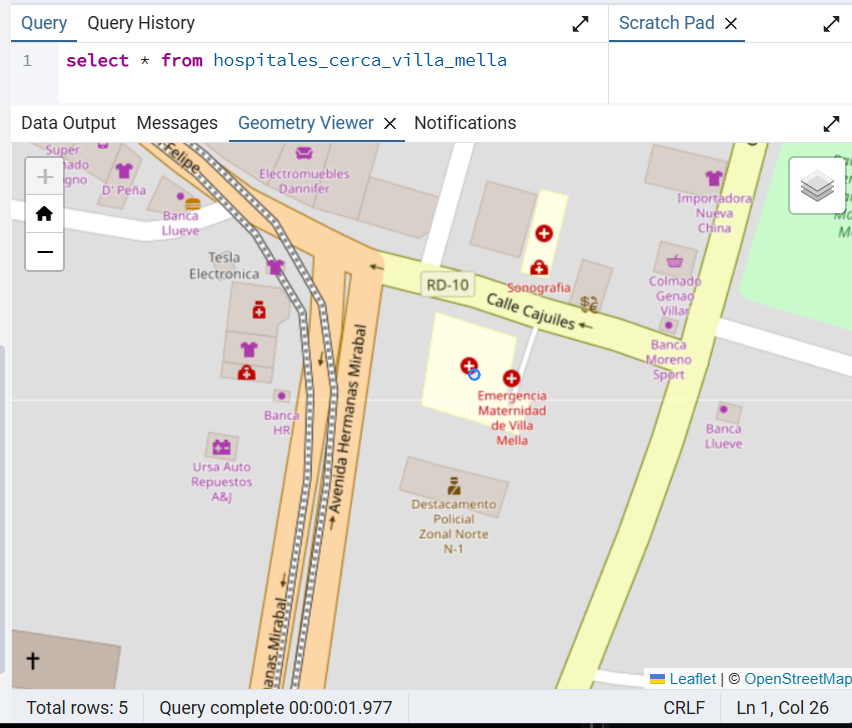 Query
Query History
Scratch Pad
1
select * from hospitales_cerca_villa_mella
Data Output
Messages
Geometry Viewer
Notifications
Super
D' Peña
Felipe
Electromuebles
Dannifer
Banca
Llueve
Importadora
Nueva
China
Tesla
Electronica
RD-10
Sonografia
Calle Cajuiles
Colmado
Genao
Villar
Banca
Moreno
Sport
Avenida Hermanas Mirabal
Emergencia
Maternidad
de Villa
Mella
Banca
HR
Banca
Llueve
Ursa Auto
Repuestos
A&J
Destacamento
Policial
Zonal Norte
N-1
anas Mirabal
+
−
Leaflet | © OpenStreetMap
Total rows: 5
Query complete 00:00:01.977
CRLF
Ln 1, Col 26